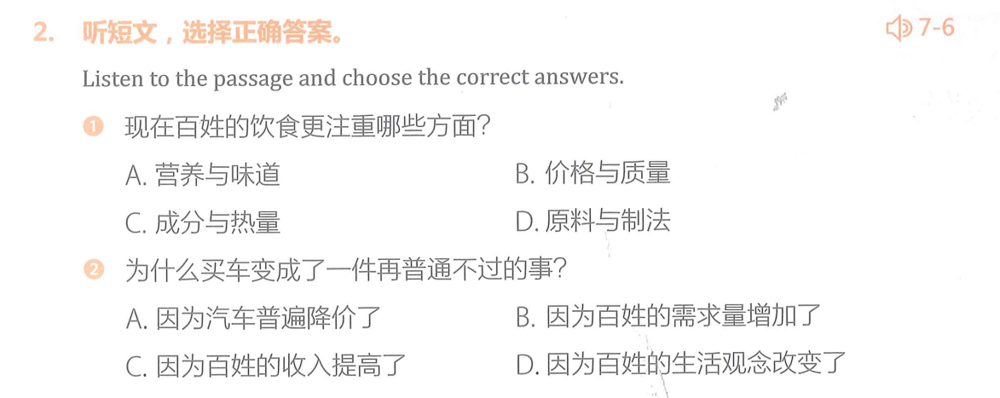 2. 听短文，选择正确答案。 7-6
Listen to the passage and choose the correct answers.
1 现在百姓的饮食更注重哪些方面？
A. 营养与味道 B. 价格与质量
C. 成分与热量 D. 原料与制法
2 为什么买车变成了一件再普通不过的事？
A. 因为汽车普遍降价了 B. 因为百姓的需求量增加了
C. 因为百姓的收入提高了 D. 因为百姓的生活观念改变了